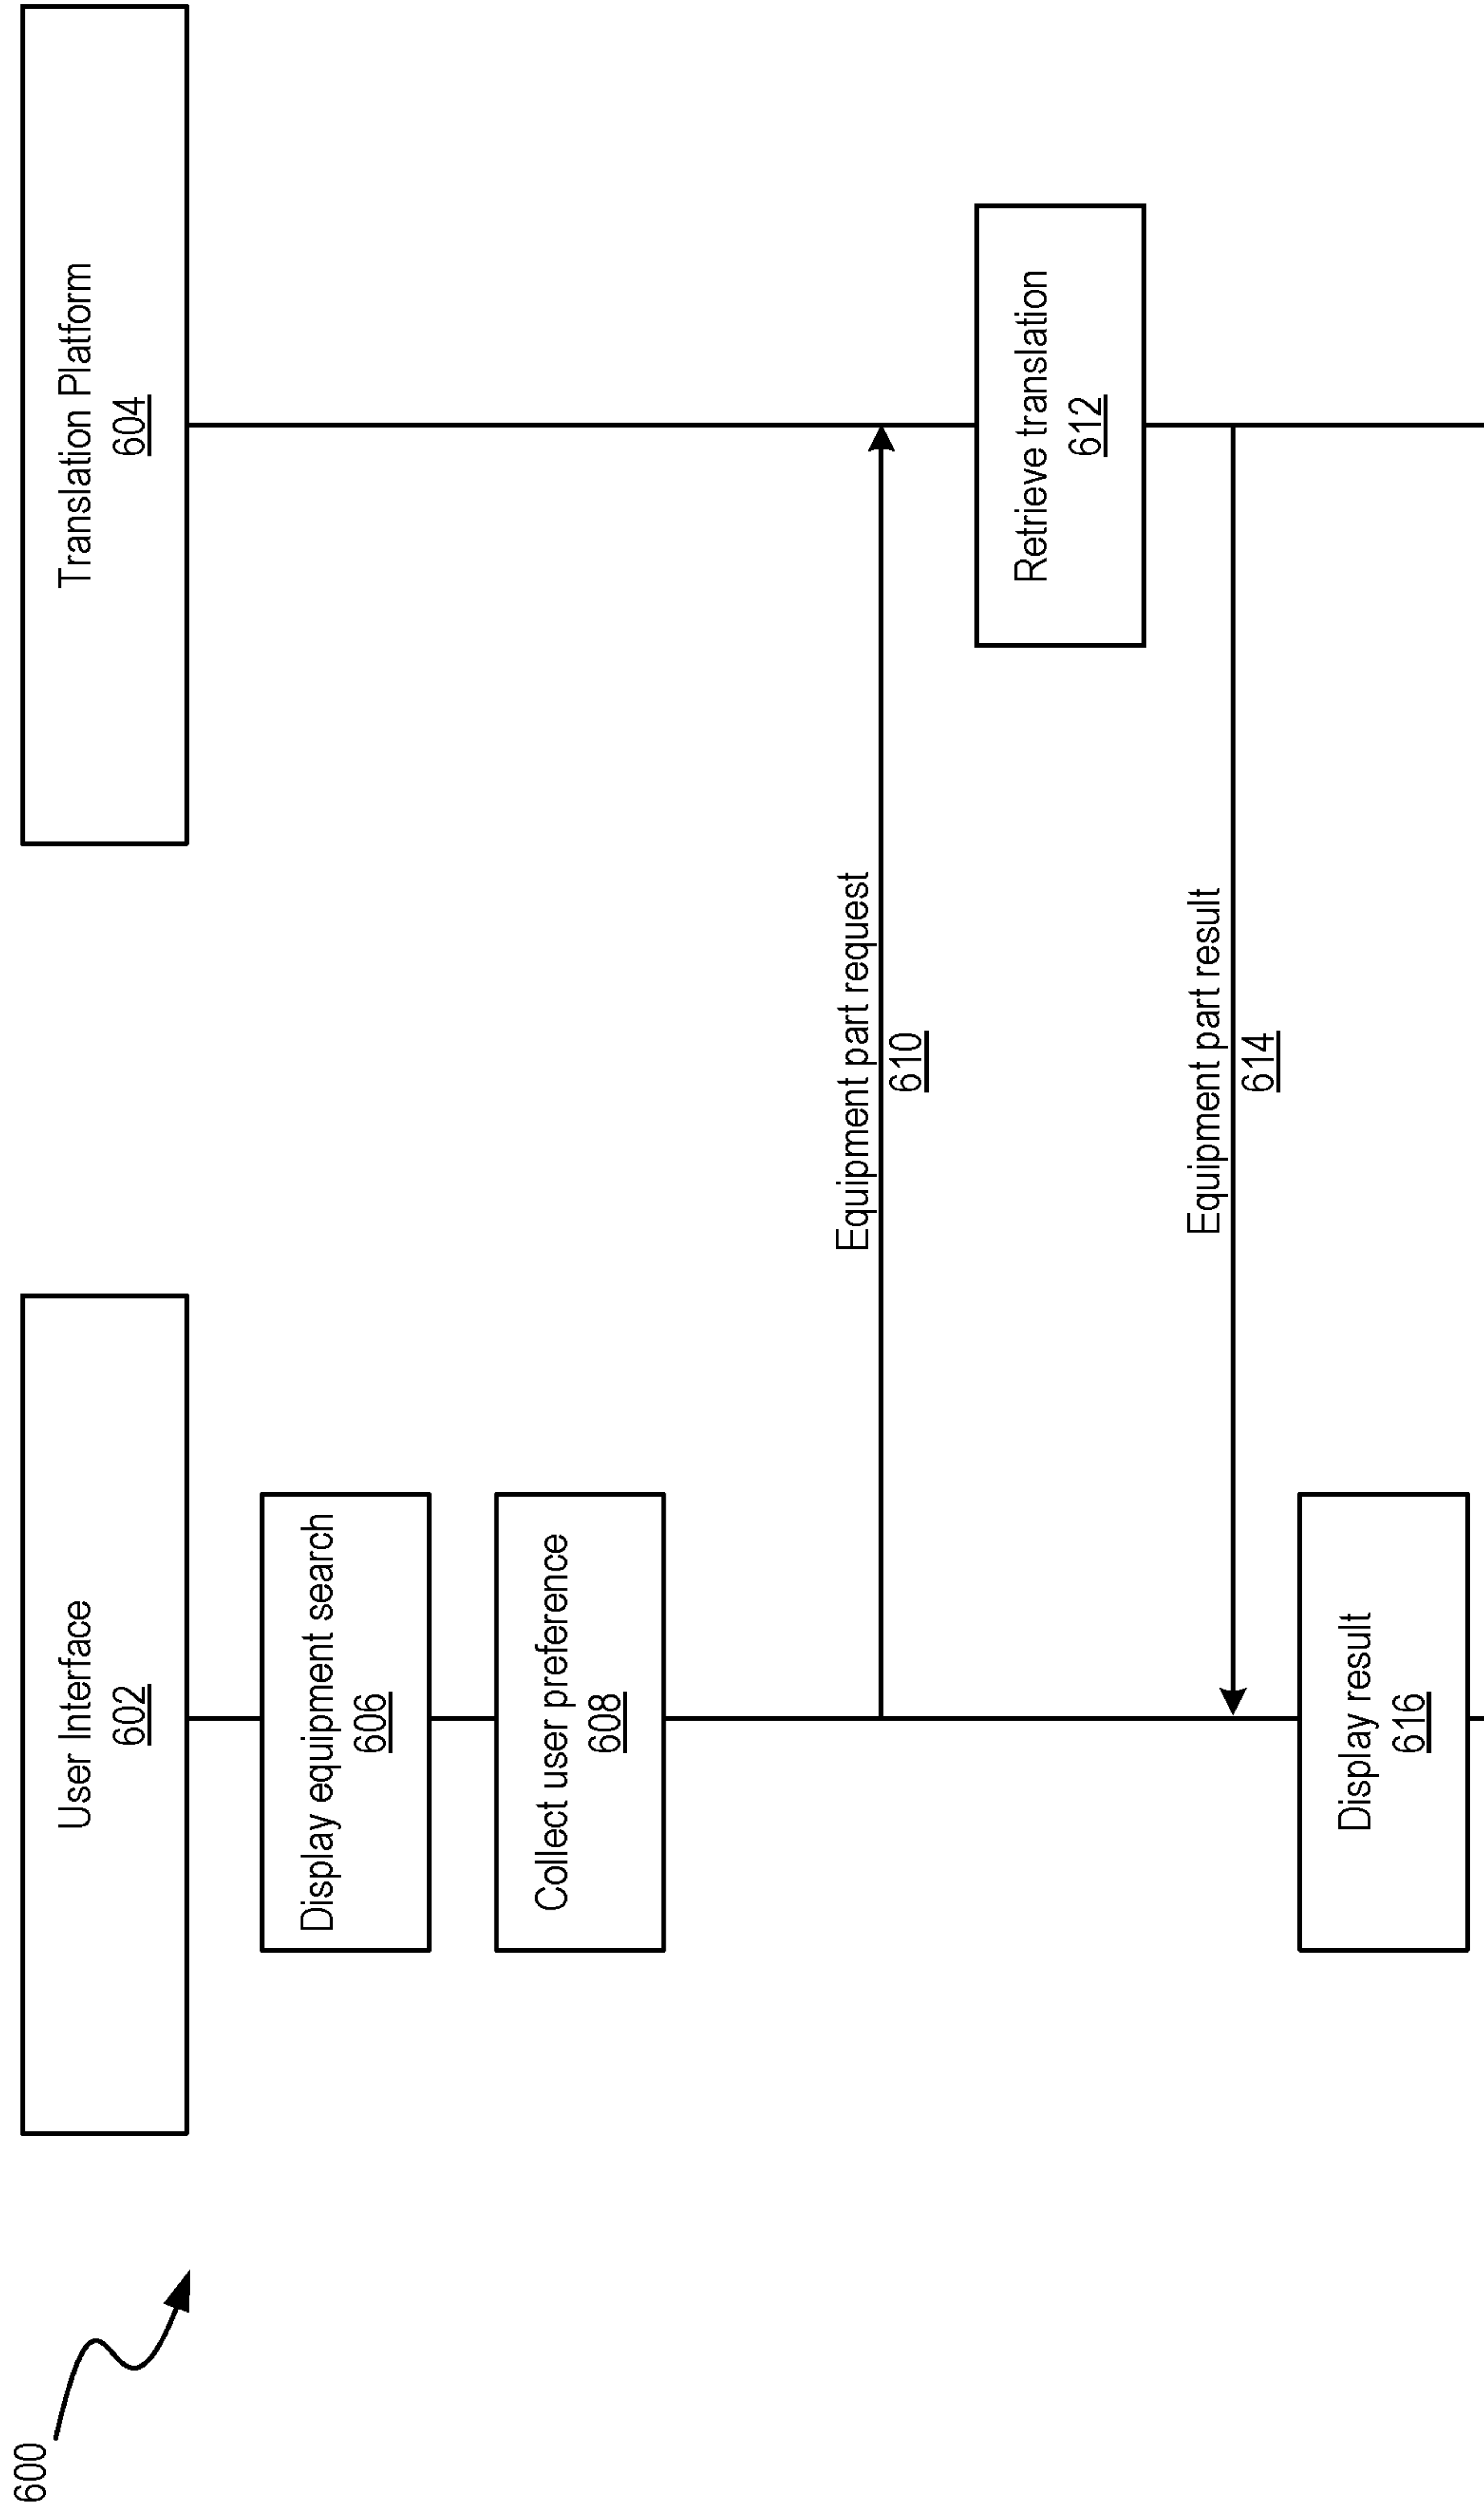 600
User Interface
602
Translation Platform
604
Display equipment search
606
Collect user preference
608
Equipment part request
610
Retrieve translation
612
Equipment part result
614
Display result
616